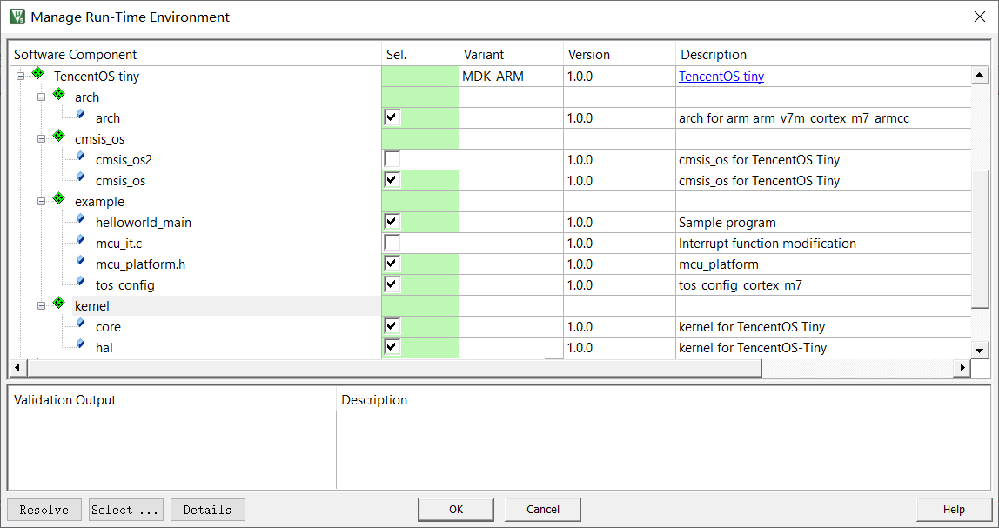 Manage Run-Time Environment
Software Component Sel. Variant Version Description
TencentOS tiny MDK-ARM 1.0.0 TencentOS tiny
arch
arch 1.0.0 arch for arm arm_v7m_cortex_m7_armcc
cmsis_os
cmsis_os2 1.0.0 cmsis_os for TencentOS Tiny
cmsis_os 1.0.0 cmsis_os for TencentOS Tiny
example
helloworld_main 1.0.0 Sample program
mcu_it.c 1.0.0 Interrupt function modification
mcu_platform.h 1.0.0 mcu_platform
tos_config 1.0.0 tos_config_cortex_m7
kernel
core 1.0.0 kernel for TencentOS Tiny
hal 1.0.0 kernel for TencentOS-Tiny
Validation Output Description
Resolve Select ... Details OK Cancel Help